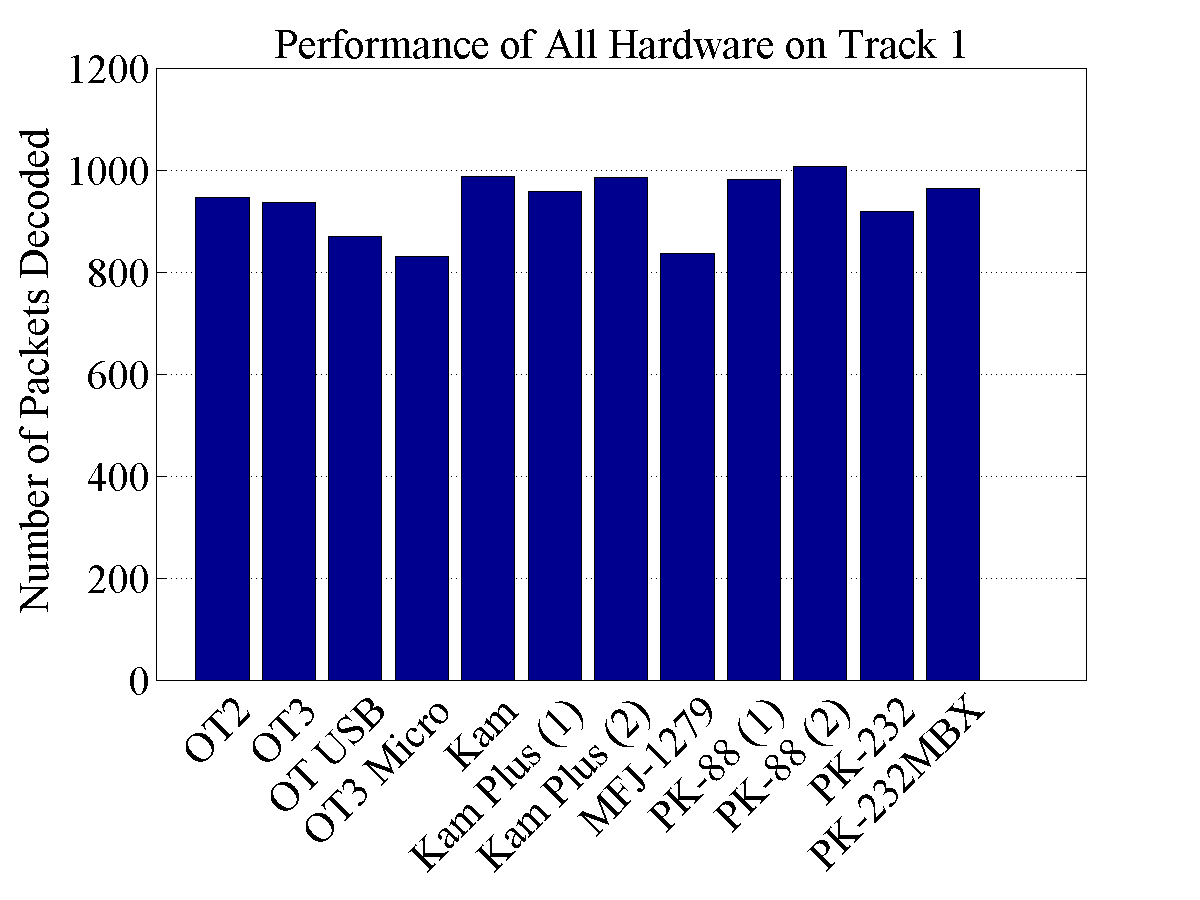 Performance of All Hardware on Track 1
Number of Packets Decoded
1200
1000
800
600
400
200
0
OT2
OT3
OT USB
OT3 Micro
Kam
Kam Plus (1)
Kam Plus (2)
MFJ-1279
PK-88 (1)
PK-88 (2)
PK-232
PK-232MBX